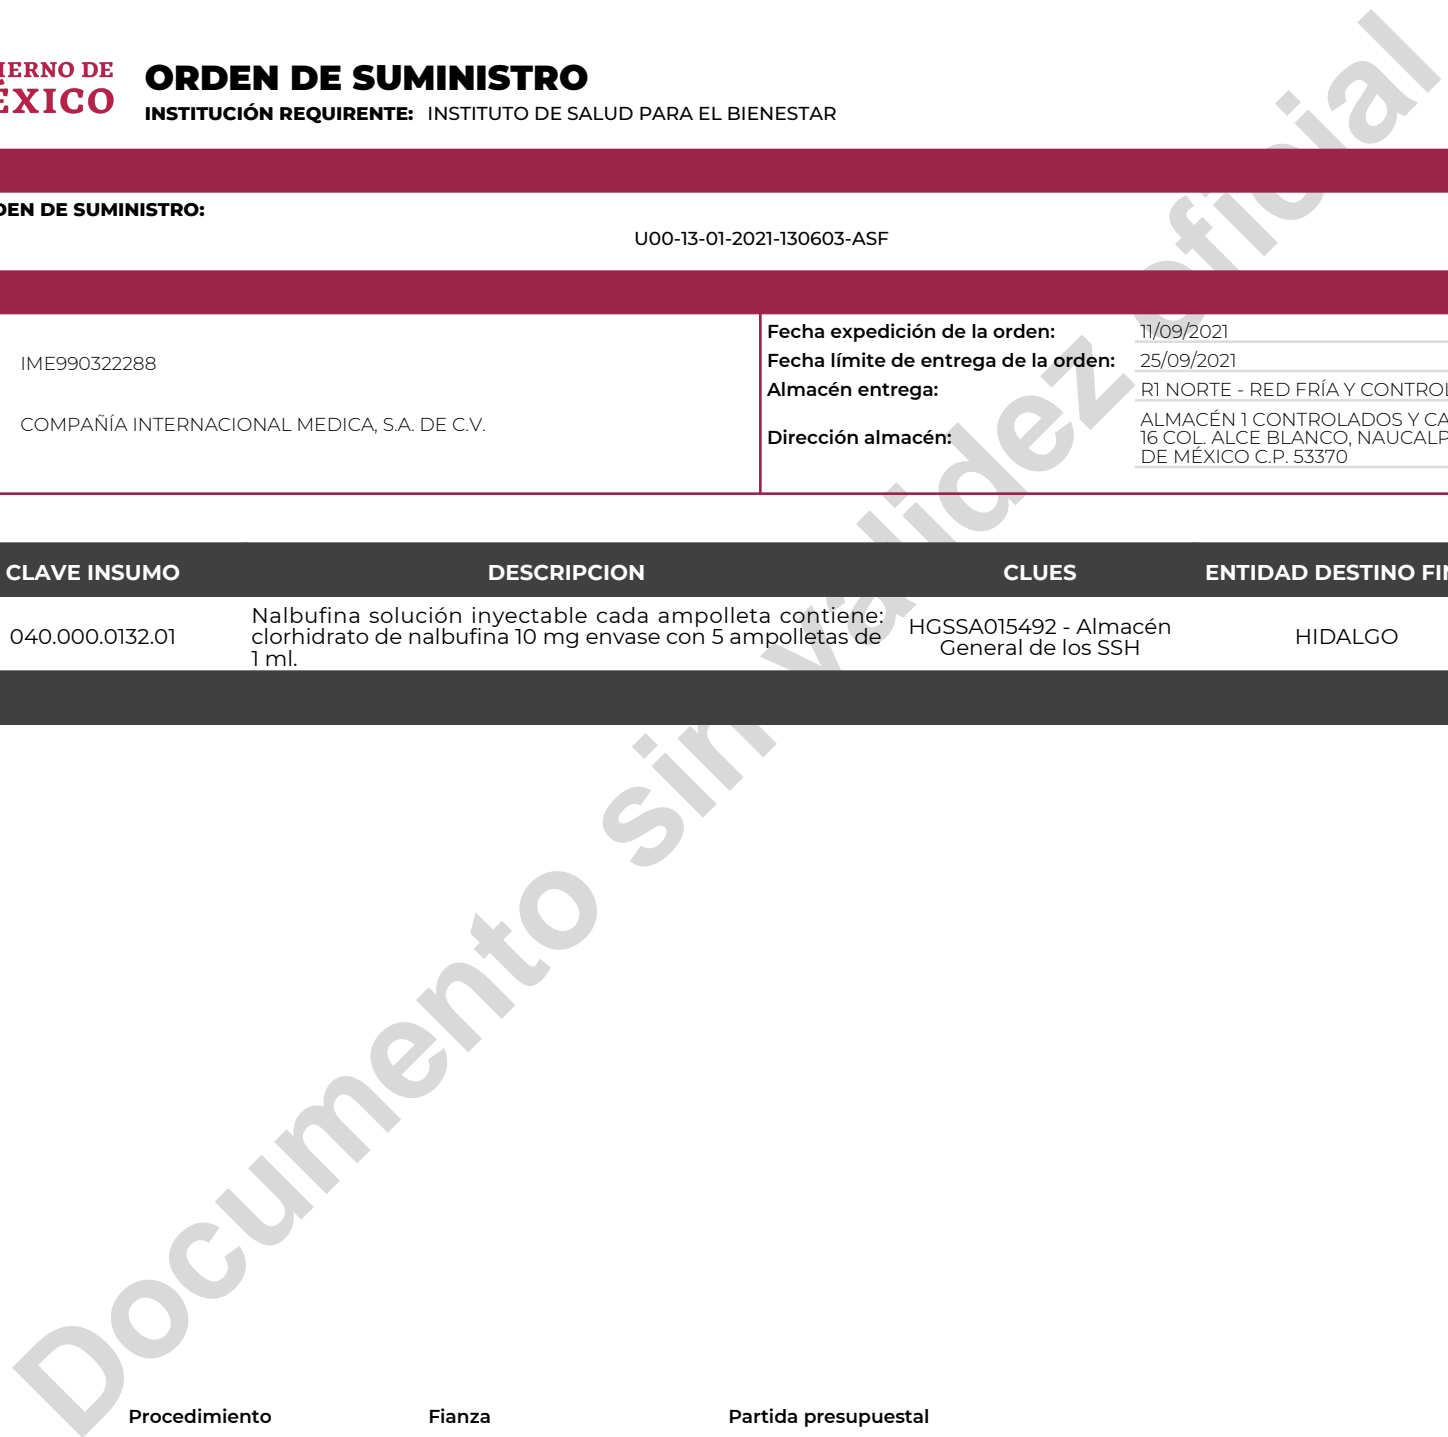 IERNO DE
ÉXICO
ORDEN DE SUMINISTRO
INSTITUCIÓN REQUIRENTE: INSTITUTO DE SALUD PARA EL BIENESTAR
DEN DE SUMINISTRO:
U00-13-01-2021-130603-ASF
IME990322288
COMPAÑÍA INTERNACIONAL MEDICA, S.A. DE C.V.
Fecha expedición de la orden: 11/09/2021
Fecha límite de entrega de la orden: 25/09/2021
Almacén entrega: R1 NORTE - RED FRÍA Y CONTROL
Dirección almacén: ALMACÉN 1 CONTROLADOS Y CA
16 COL. ALCE BLANCO, NAUCALP
DE MÉXICO C.P. 53370
CLAVE INSUMO DESCRIPCION CLUES ENTIDAD DESTINO FIN
040.000.0132.01
Nalbufina solución inyectable cada ampolleta contiene:
clorhidrato de nalbufina 10 mg envase con 5 ampolletas de
1 ml.
HGSSA015492 - Almacén
General de los SSH
HIDALGO
Documento sin validez oficial
Procedimiento Fianza Partida presupuestal